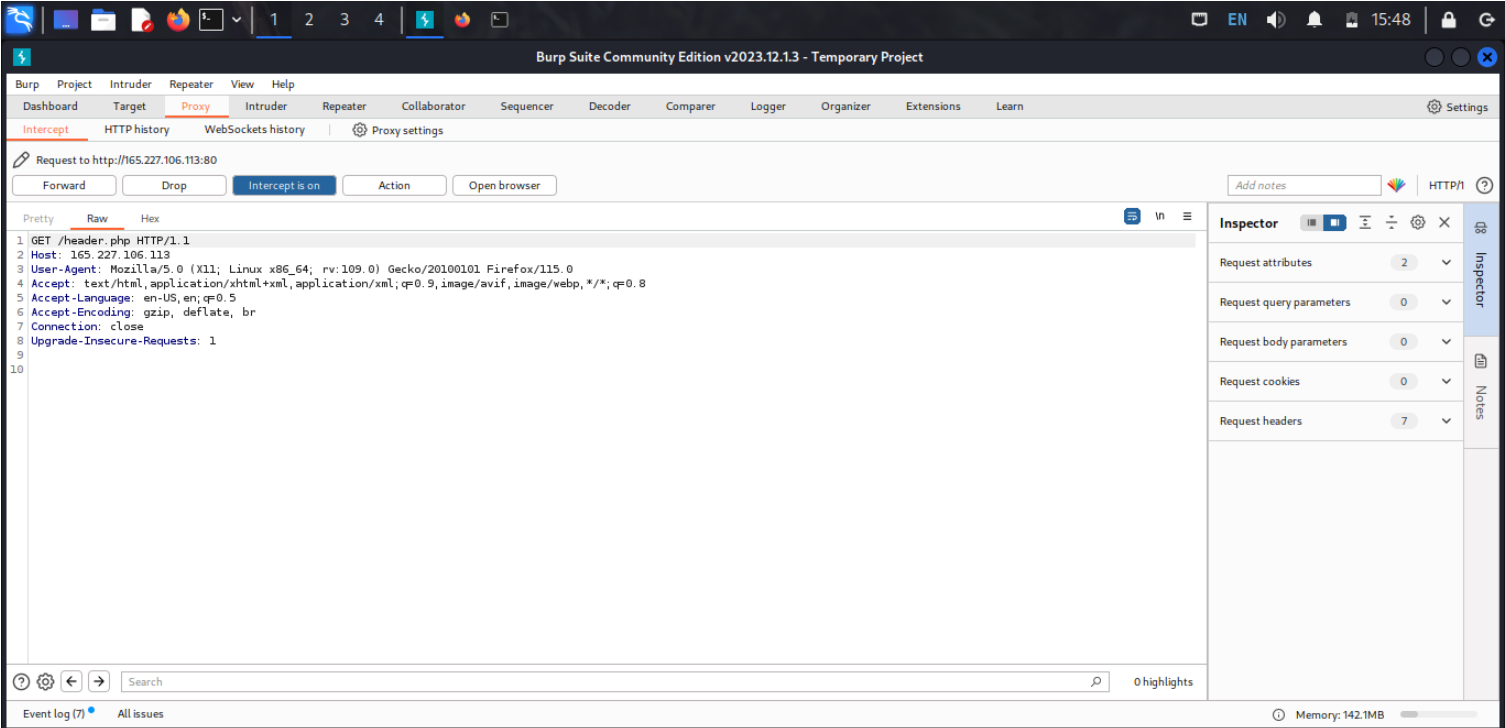 1 2 3 4 EN 15:48
Burp Suite Community Edition v2023.12.1.3 - Temporary Project
Burp Project Intruder Repeater View Help
Dashboard Target Proxy Intruder Repeater Collaborator Sequencer Decoder Comparer Logger Organizer Extensions Learn Settings
Intercept HTTP history WebSockets history Proxy settings
Request to http://165.227.106.113:80
Forward Drop Intercept is on Action Open browser Add notes HTTP/1
Pretty Raw Hex \n
1 GET /header.php HTTP/1.1
2 Host: 165.227.106.113
3 User-Agent: Mozilla/5.0 (X11; Linux x86_64; rv:109.0) Gecko/20100101 Firefox/115.0
4 Accept: text/html,application/xhtml+xml,application/xml;q=0.9,image/avif,image/webp,*/*;q=0.8
5 Accept-Language: en-US,en;q=0.5
6 Accept-Encoding: gzip, deflate, br
7 Connection: close
8 Upgrade-Insecure-Requests: 1
9
10
Inspector
Request attributes 2
Request query parameters 0
Request body parameters 0
Request cookies 0
Request headers 7
Inspector
Notes
Search 0 highlights
Event log (7) All issues Memory: 142.1MB